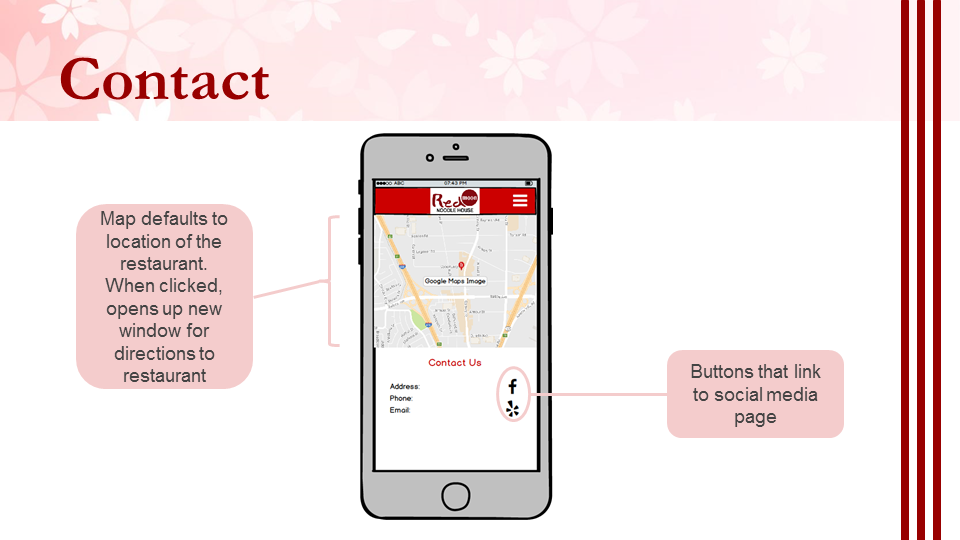 Contact
Map defaults to
location of the
restaurant.
When clicked,
opens up new
window for
directions to
restaurant
ABC 07:43 PM
Red MOON
NOODLE HOUSE
Google Maps Image
Contact Us
Address:
Phone:
Email:
Buttons that link
to social media
page